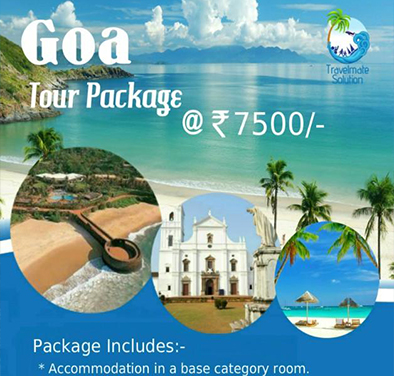 Goa
Travelmate
Solution
Tour Package
@ ₹ 7500/-
Package Includes:-
* Accommodation in a base category room.